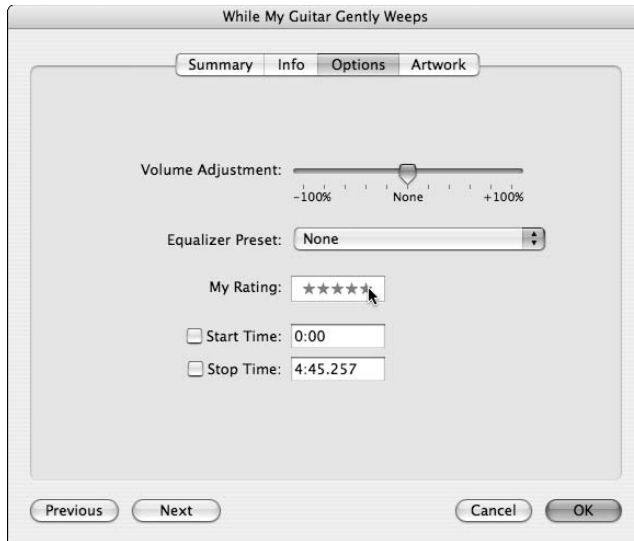 While My Guitar Gently Weeps
Summary Info Options Artwork
Volume Adjustment:
-100% None +100%
Equalizer Preset: None
My Rating: ★★★★★
Start Time: 0:00
Stop Time: 4:45.257
Previous Next Cancel OK